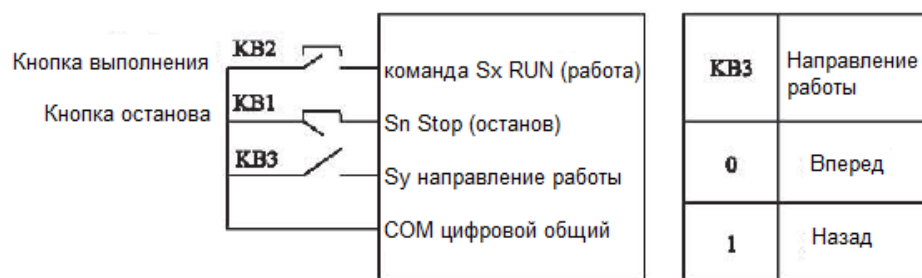 Кнопка выполнения
KB2
команда Sx RUN (работа)
Кнопка останова
KB1
Sn Stop (останов)
KB3
Sy направление работы
COM цифровой общий
KB3
Направление
работы
0
Вперед
1
Назад